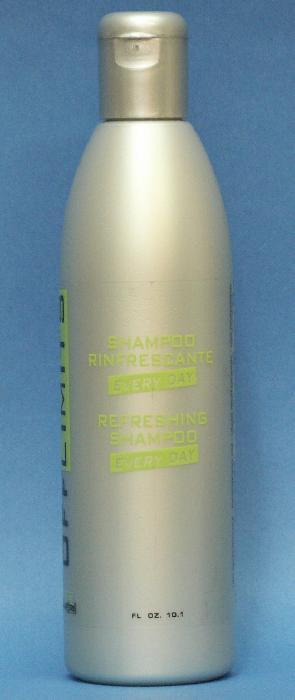 SHAMPOO
RINFRESCANTE
EVERY DAY
REFRESHING
SHAMPOO
EVERY DAY
OFF LIMITS
FL OZ. 10.1